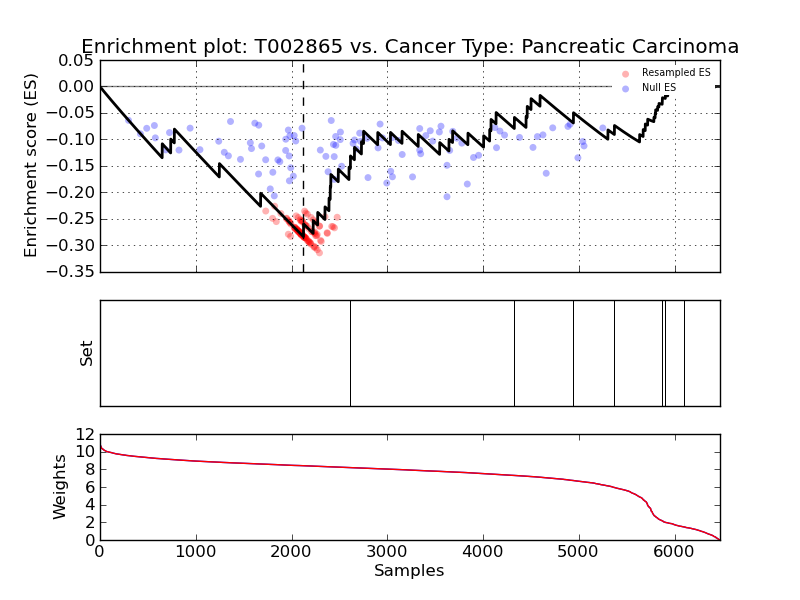 Enrichment plot: T002865 vs. Cancer Type: Pancreatic Carcinoma
Enrichment score (ES)
0.05
0.00
−0.05
−0.10
−0.15
−0.20
−0.25
−0.30
−0.35
Resampled ES
Null ES
Set
Weights
12
10
8
6
4
2
0
0 1000 2000 3000 4000 5000 6000
Samples